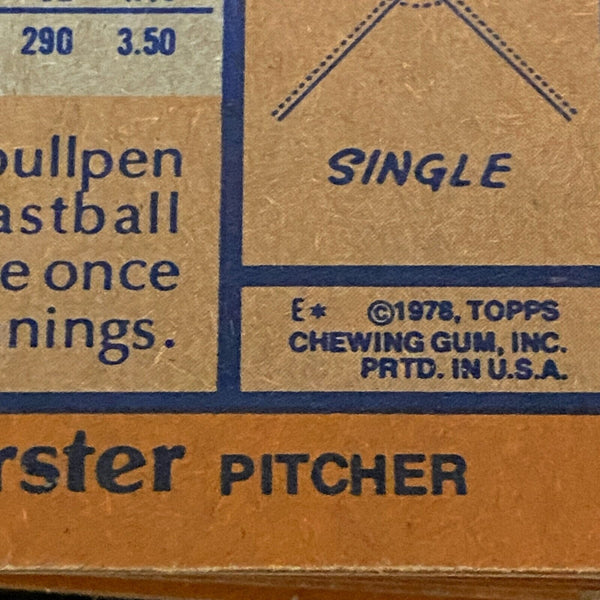 290 3.50
SINGLE
bullpen
astball
e once
nings.
E* ©1978, TOPPS
CHEWING GUM, INC.
PRTD. IN U.S.A.
rster PITCHER